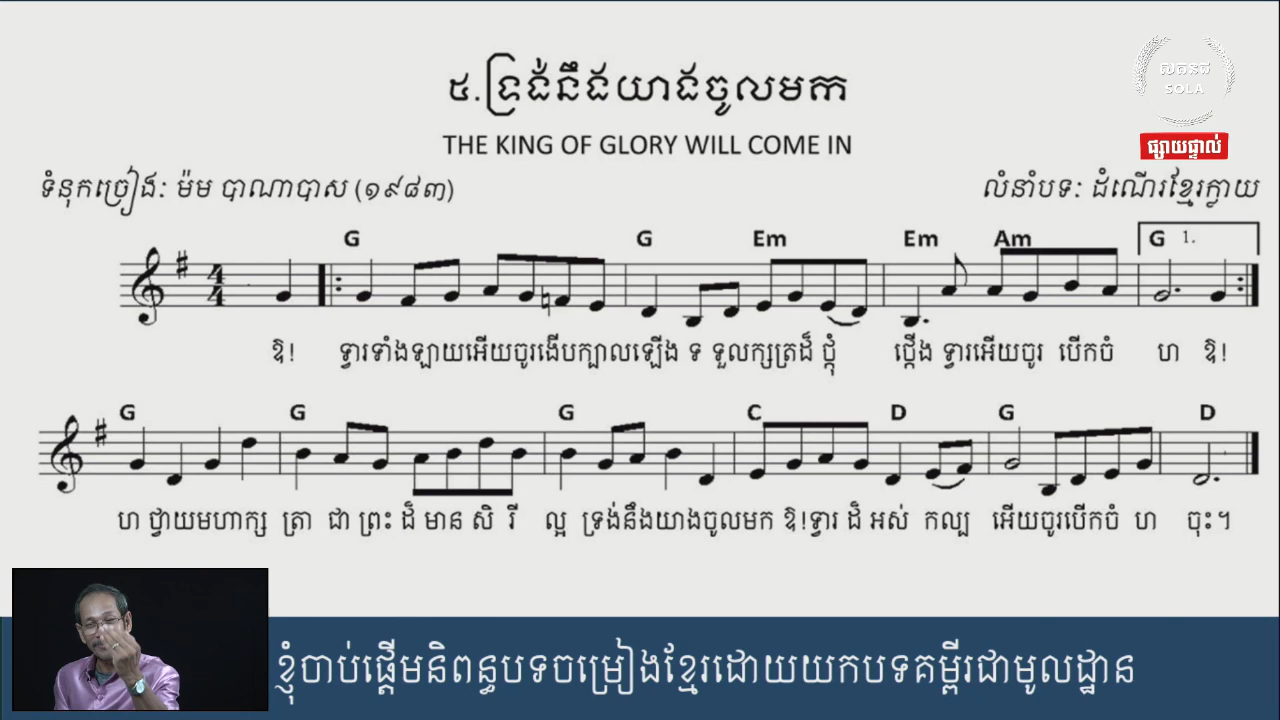 ៥.ទ្រង់នឹងយាងចូលមក
THE KING OF GLORY WILL COME IN
សគនជ
SOLA
ផ្សាយផ្ទាល់
ទំនុកច្រៀង: ម៉ម បាណាបាស (១៩៨៣)
លំនាំបទ: ដំណើរខ្មែរក្លាយ
G G Em Em Am G 1.
ឱ! ទ្វារទាំងឡាយអើយចូរងើបក្បាលឡើង ទ ទួលក្សត្រដ៏ ថ្កុំ ថ្កើង ទ្វារអើយចូរ បើកចំ ហ ឱ!
G G G C D G D
ហ ថ្វាយមហាក្ស ត្រា ជា ព្រះ ដ៏ មាន សិ រី ល្អ ទ្រង់នឹងយាងចូលមក ឱ!ទ្វារ ដ៏ អស់ កល្ប អើយចូរបើកចំ ហ ចុះ។
ខ្ញុំចាប់ផ្ដើមនិពន្ធបទចម្រៀងខ្មែរដោយយកបទគម្ពីរជាមូលដ្ឋាន